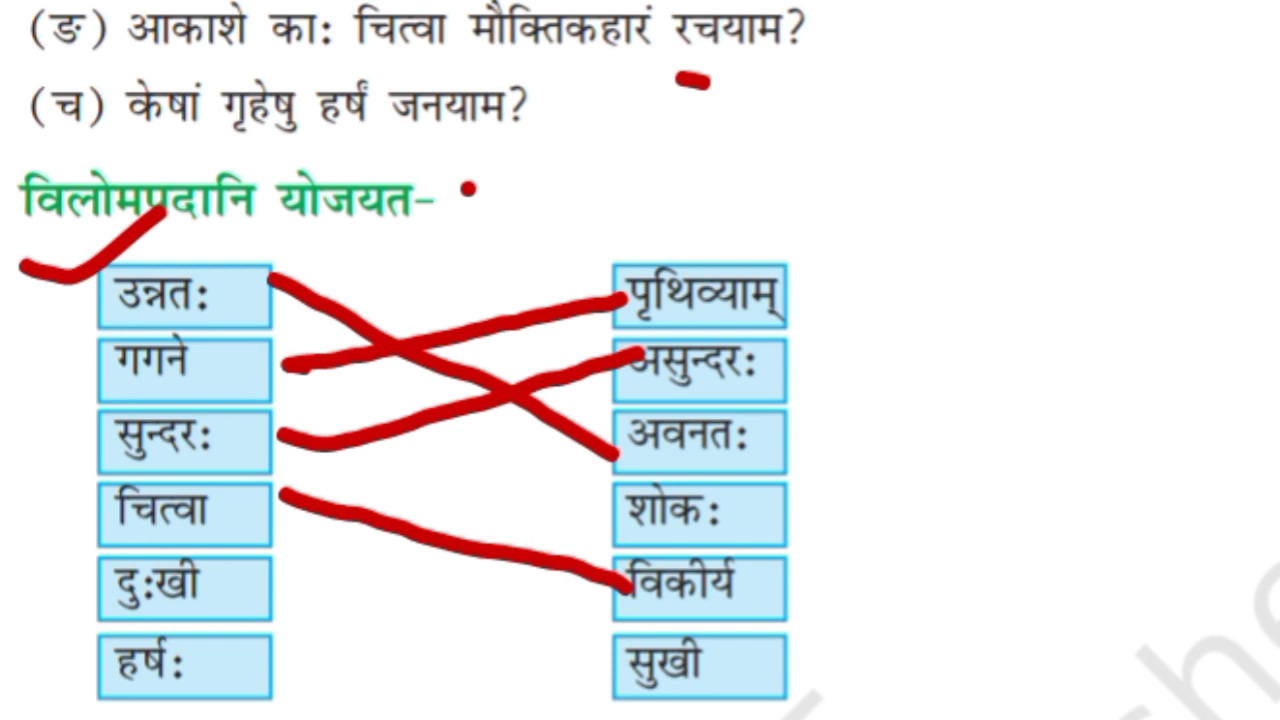 (ङ) आकाशे काः चित्वा मौक्तिकहारं रचयाम?
(च) केषां गृहेषु हर्षं जनयाम?
विलोमपदानि योजयत-
उन्नतः पृथिव्याम्
गगने असुन्दरः
सुन्दरः अवनतः
चित्वा शोकः
दुःखी विकीर्य
हर्षः सुखी